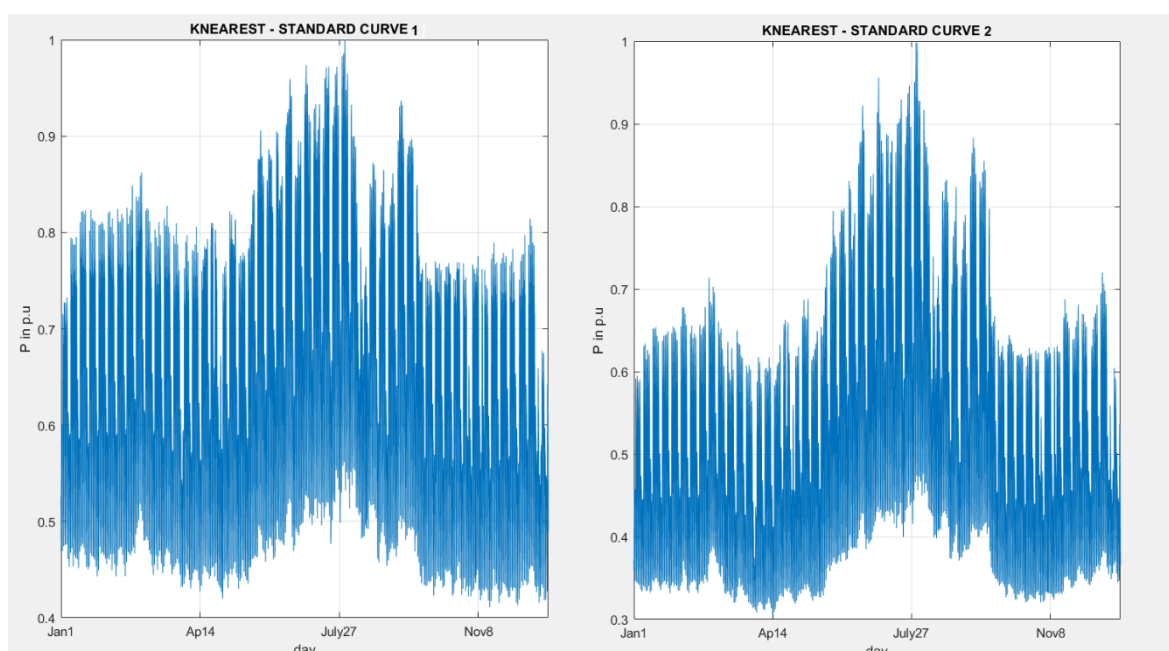 KNEAREST - STANDARD CURVE 1
1
0.9
0.8
0.7
0.6
0.5
0.4
P in p.u
Jan1
Ap14
July27
Nov8
day
KNEAREST - STANDARD CURVE 2
1
0.9
0.8
0.7
0.6
0.5
0.4
0.3
P in p.u
Jan1
Ap14
July27
Nov8
day